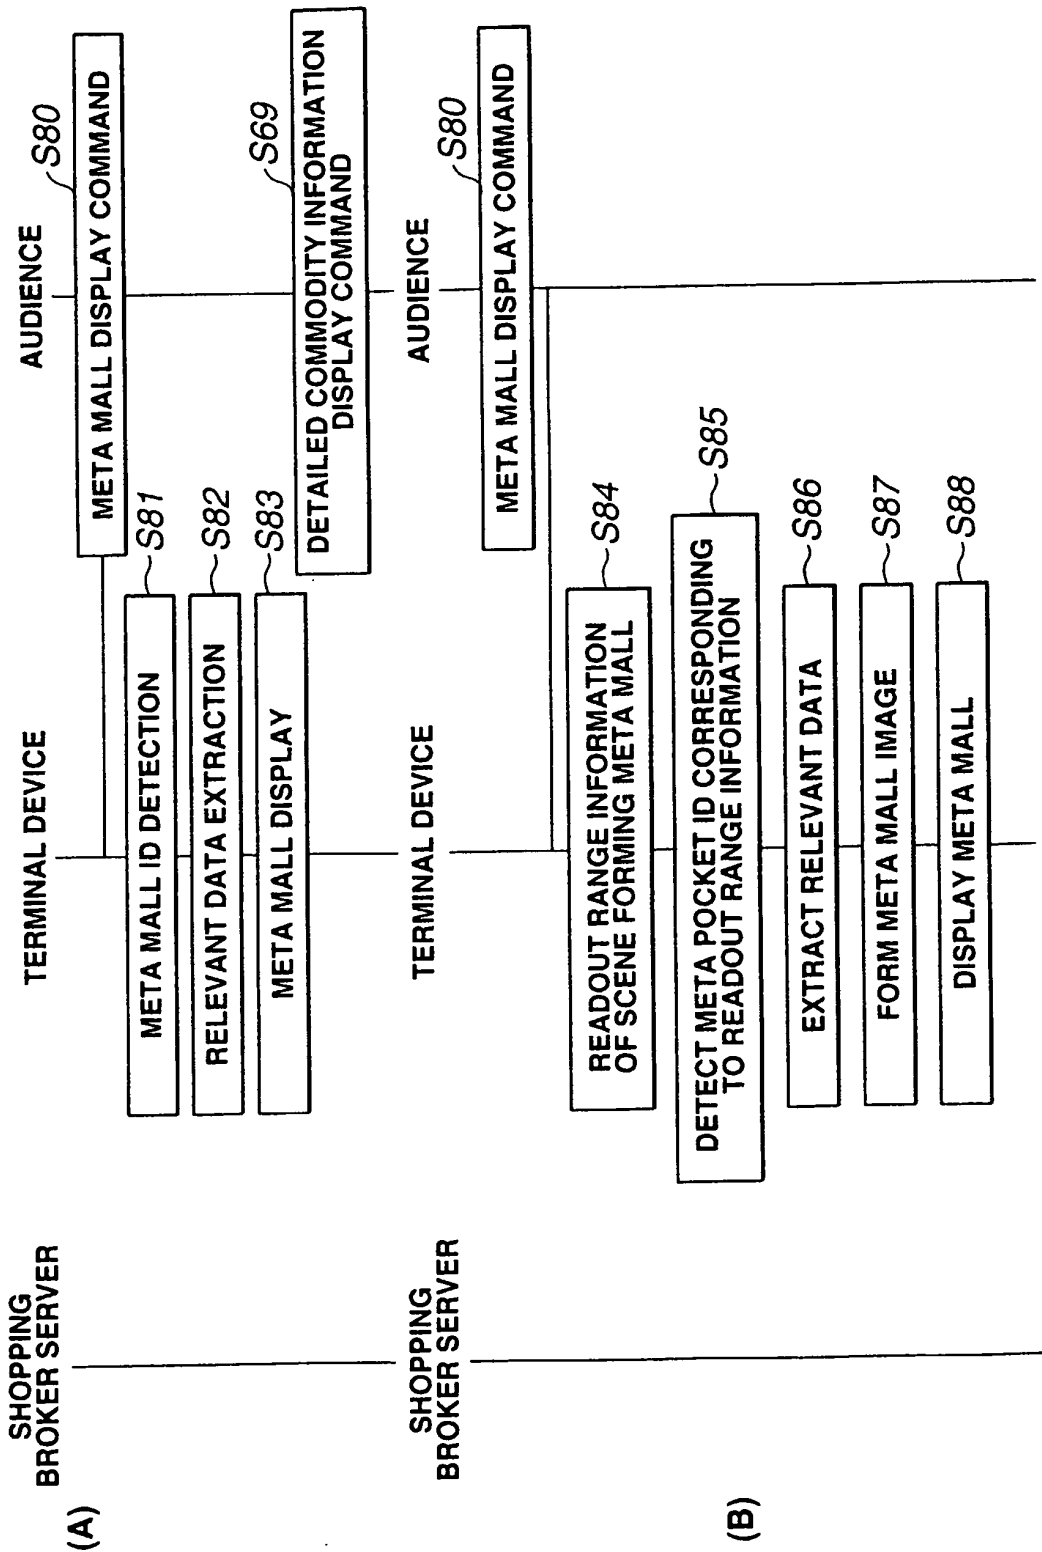 (A)
SHOPPING
BROKER SERVER
TERMINAL DEVICE
AUDIENCE
META MALL DISPLAY COMMAND
S80
META MALL ID DETECTION
S81
RELEVANT DATA EXTRACTION
S82
META MALL DISPLAY
S83
DETAILED COMMODITY INFORMATION
DISPLAY COMMAND
S69
(B)
SHOPPING
BROKER SERVER
TERMINAL DEVICE
AUDIENCE
META MALL DISPLAY COMMAND
S80
READOUT RANGE INFORMATION
OF SCENE FORMING META MALL
S84
DETECT META POCKET ID CORRESPONDING
TO READOUT RANGE INFORMATION
S85
EXTRACT RELEVANT DATA
S86
FORM META MALL IMAGE
S87
DISPLAY META MALL
S88